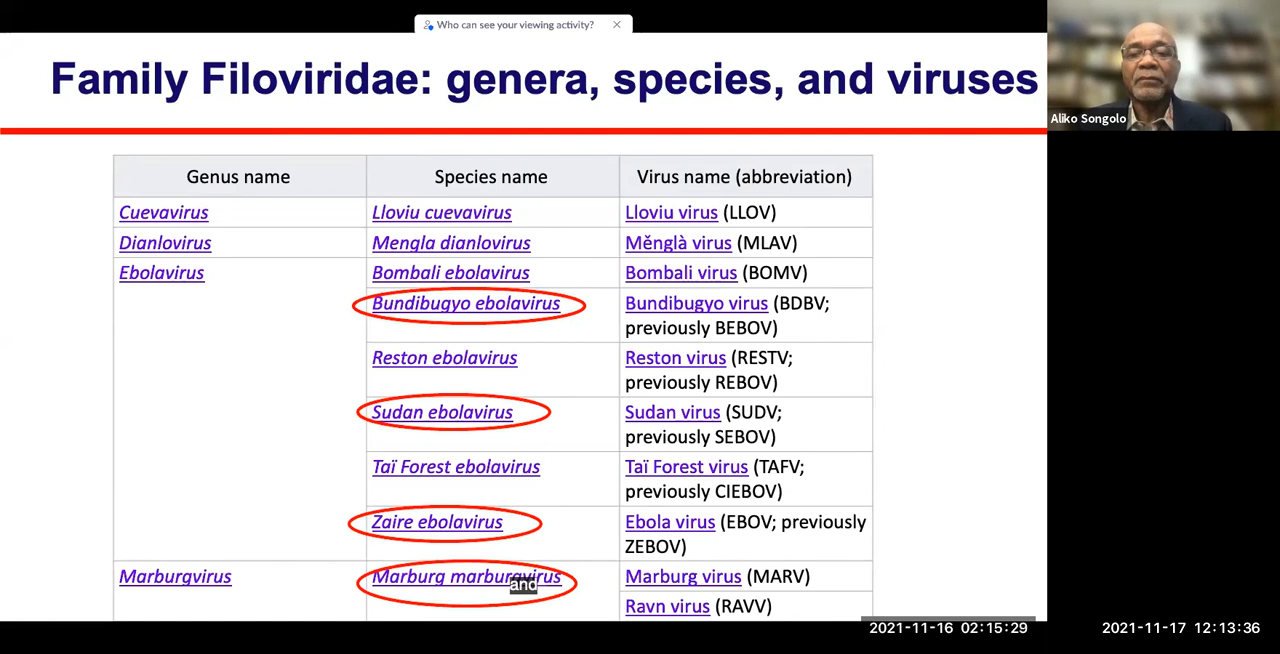 Who can see your viewing activity?
Family Filoviridae: genera, species, and viruses
Aliko Songolo
Genus name Species name Virus name (abbreviation)
Cuevavirus Lloviu cuevavirus Lloviu virus (LLOV)
Dianlovirus Mengla dianlovirus Měnglà virus (MLAV)
Ebolavirus Bombali ebolavirus Bombali virus (BOMV)
Bundibugyo ebolavirus Bundibugyo virus (BDBV;
previously BEBOV)
Reston ebolavirus Reston virus (RESTV;
previously REBOV)
Sudan ebolavirus Sudan virus (SUDV;
previously SEBOV)
Taï Forest ebolavirus Taï Forest virus (TAFV;
previously CIEBOV)
Zaire ebolavirus Ebola virus (EBOV; previously
ZEBOV)
Marburgvirus Marburg marburgvirus Marburg virus (MARV)
and
Ravn virus (RAVV)
2021-11-16 02:15:29 2021-11-17 12:13:36